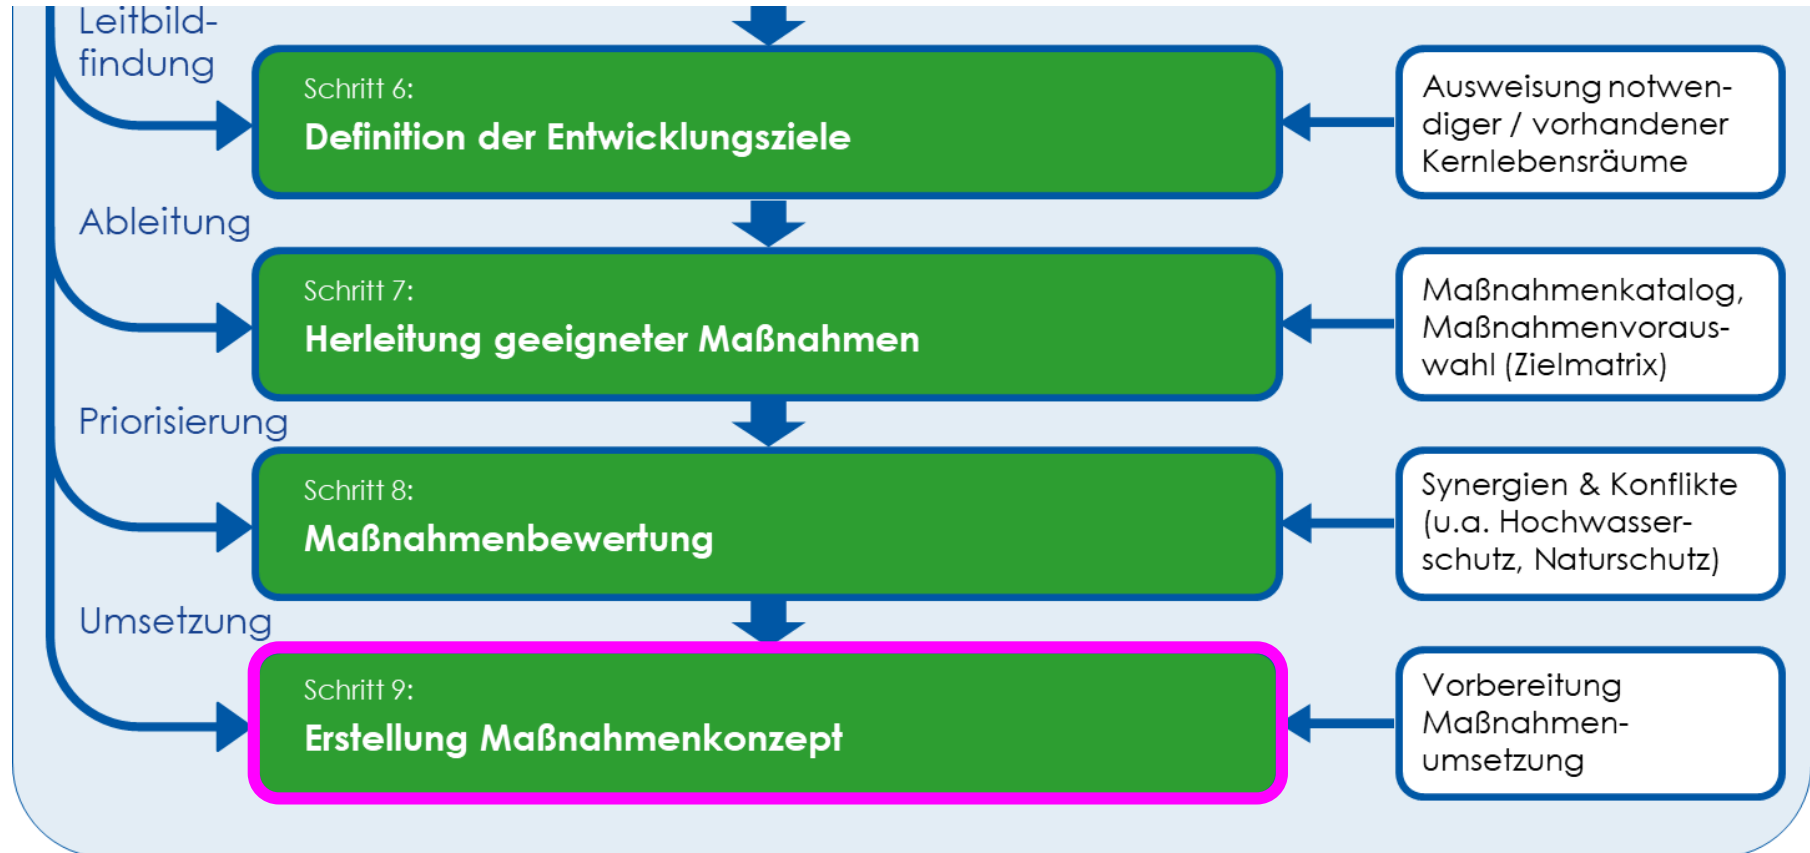 Leitbild-
findung
Schritt 6:
Definition der Entwicklungsziele
Ausweisung notwen-
diger / vorhandener
Kernlebensräume
Ableitung
Schritt 7:
Herleitung geeigneter Maßnahmen
Maßnahmenkatalog,
Maßnahmenvoraus-
wahl (Zielmatrix)
Priorisierung
Schritt 8:
Maßnahmenbewertung
Synergien & Konflikte
(u.a. Hochwasser-
schutz, Naturschutz)
Umsetzung
Schritt 9:
Erstellung Maßnahmenkonzept
Vorbereitung
Maßnahmen-
umsetzung